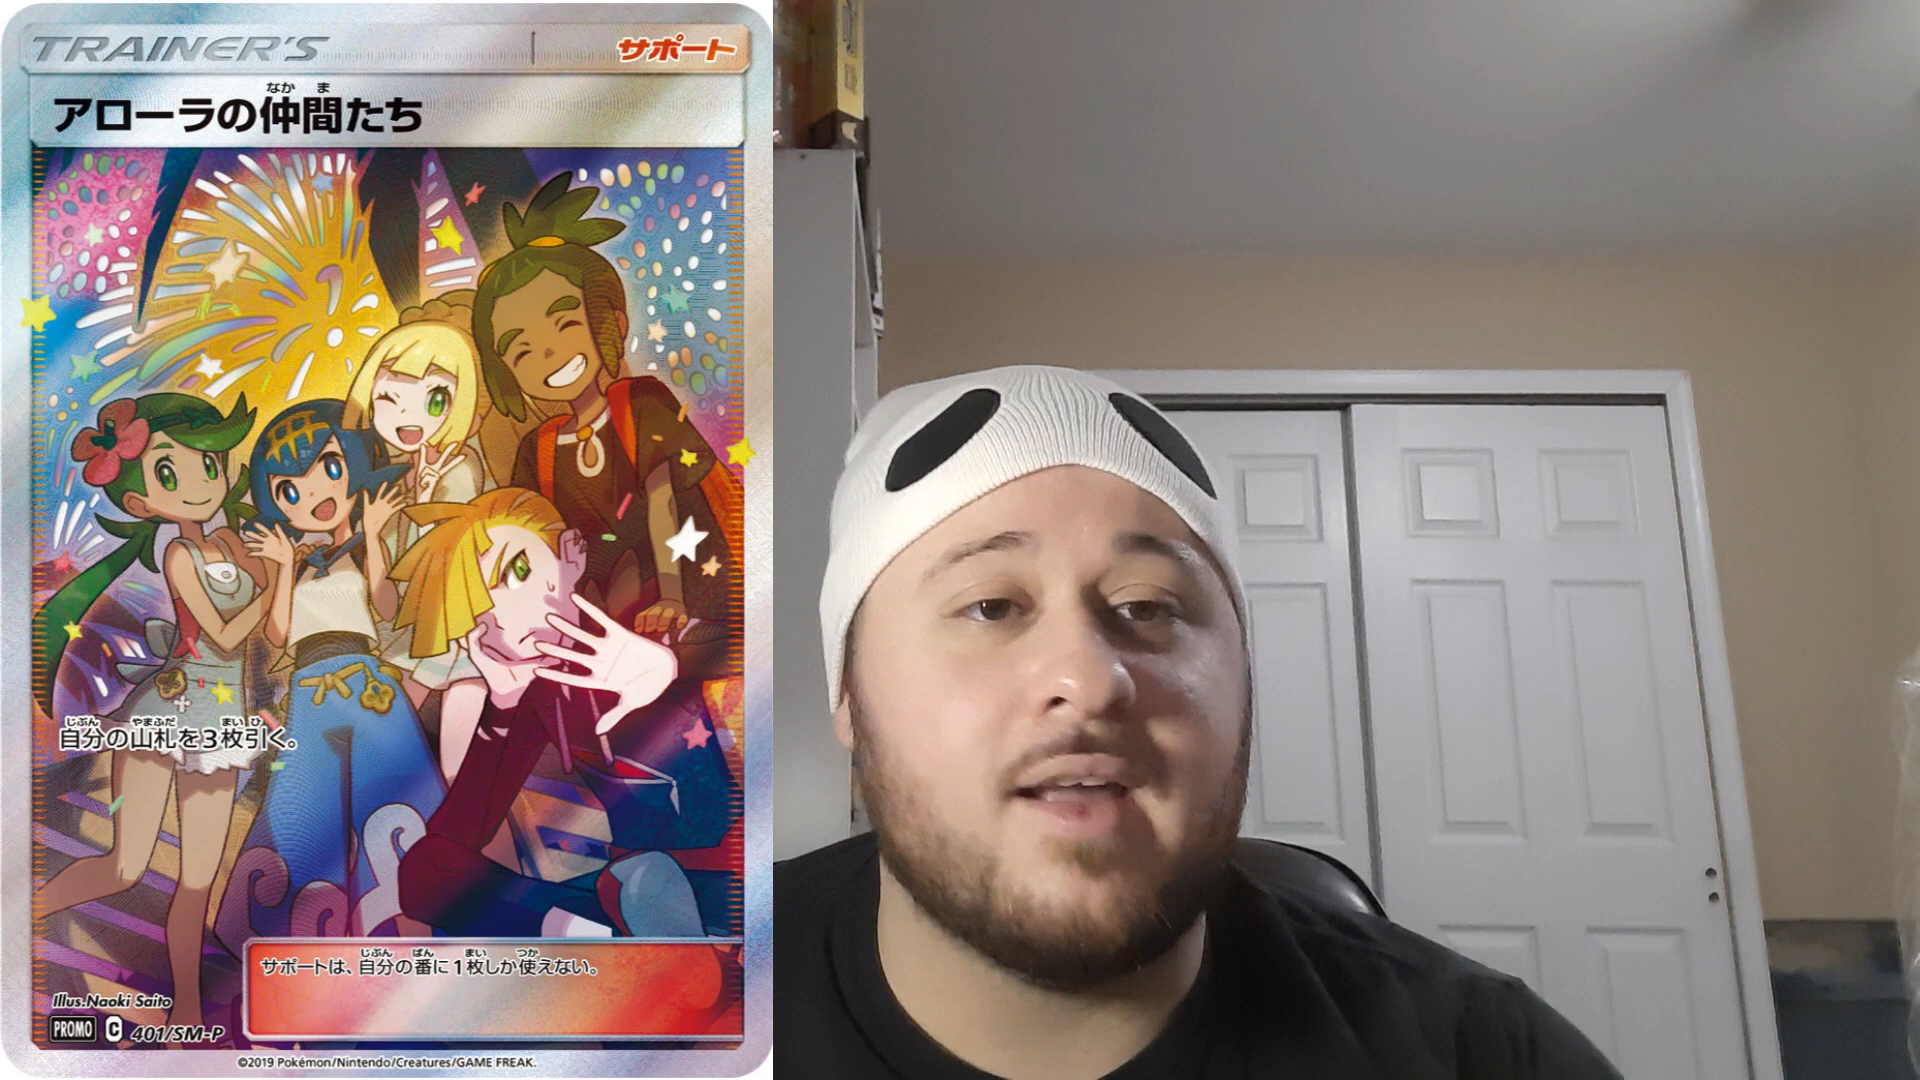 TRAINER'S サポート
なかま
アローラの仲間たち
じぶん やまふだ まい ひ
自分の山札を3枚引く。
じぶん ばん まい つか
サポートは、自分の番に1枚しか使えない。
Illus.Naoki Saito
PROMO C 401/SM-P
©2019 Pokémon/Nintendo/Creatures/GAME FREAK.